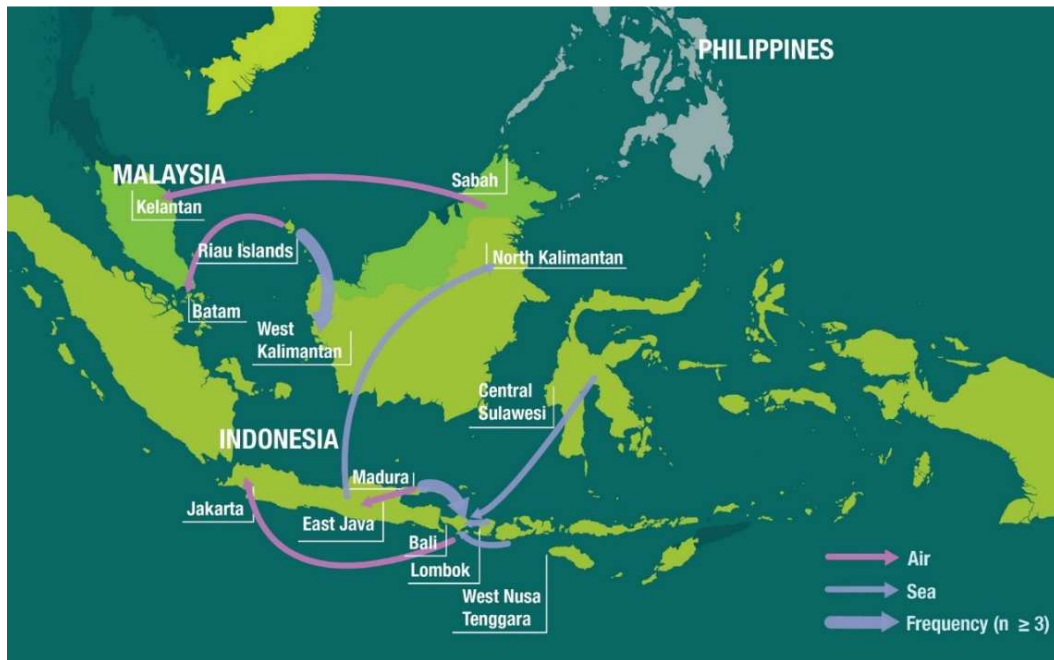 PHILIPPINES
MALAYSIA
Kelantan
Sabah
Riau Islands
North Kalimantan
Batam
West
Kalimantan
Central
Sulawesi
INDONESIA
Madura
Jakarta
East Java
Bali
Lombok
West Nusa
Tenggara
Air
Sea
Frequency (n ≥ 3)